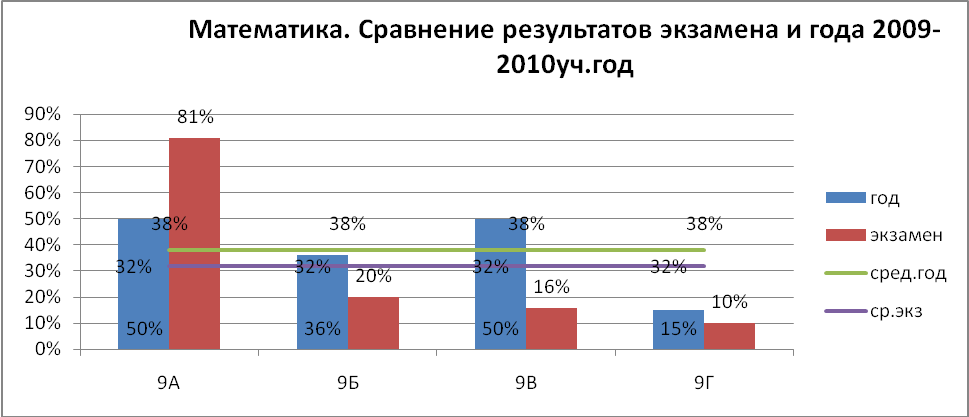 Математика. Сравнение результатов экзамена и года 2009-
2010уч.год
90%
80%
70%
60%
50%
40%
30%
20%
10%
0%
81%
38% 38% 38% 38%
32% 32% 32% 32%
20% 16% 10%
50% 36% 50% 15%
9А 9Б 9В 9Г
год
экзамен
сред.год
ср.экз